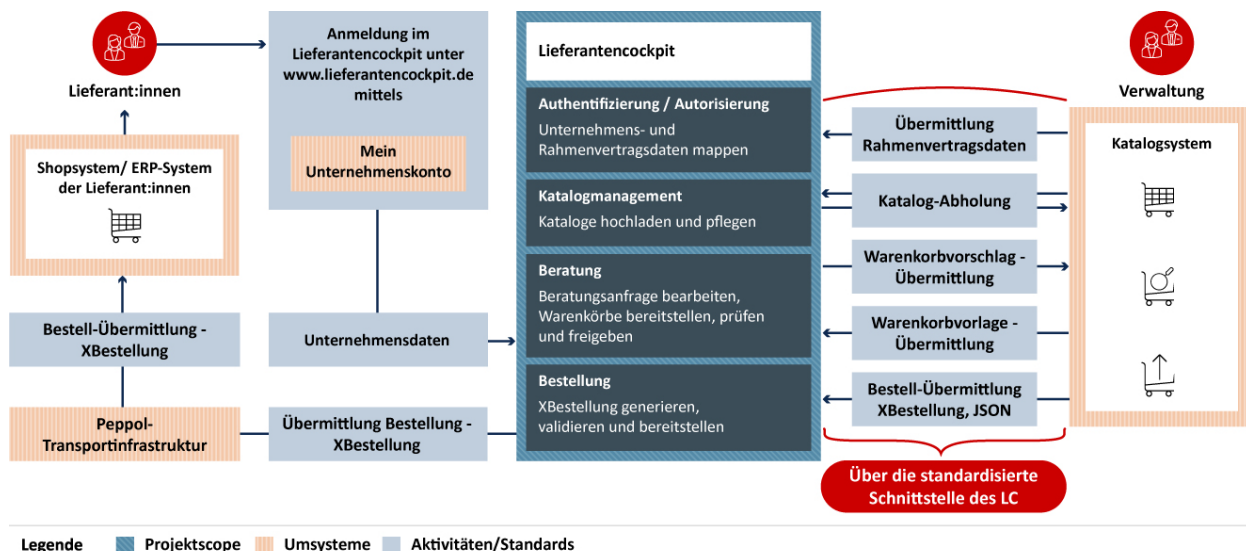 Lieferant:innen
Shopsystem/ ERP-System
der Lieferant:innen
Bestell-Übermittlung -
XBestellung
Peppol-
Transportinfrastruktur
Anmeldung im
Lieferantencockpit unter
www.lieferantencockpit.de
mittels
Mein
Unternehmenskonto
Unternehmensdaten
Übermittlung Bestellung -
XBestellung
Lieferantencockpit
Authentifizierung / Autorisierung
Unternehmens- und
Rahmenvertragsdaten mappen
Katalogmanagement
Kataloge hochladen und pflegen
Beratung
Beratungsanfrage bearbeiten,
Warenkörbe bereitstellen, prüfen
und freigeben
Bestellung
XBestellung generieren,
validieren und bereitstellen
Übermittlung
Rahmenvertragsdaten
Katalog-Abholung
Warenkorbvorschlag -
Übermittlung
Warenkorbvorlage -
Übermittlung
Bestell-Übermittlung
XBestellung, JSON
Über die standardisierte
Schnittstelle des LC
Verwaltung
Katalogsystem
Legende Projektscope Umsysteme Aktivitäten/Standards